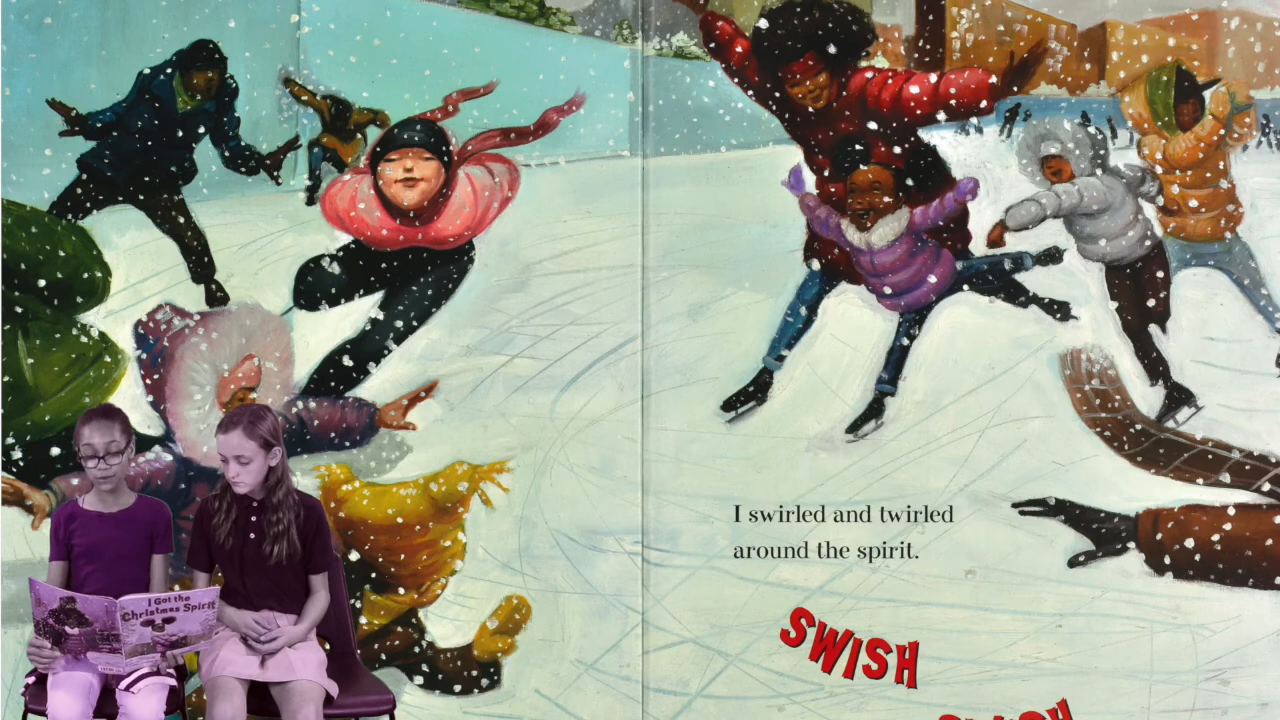 I swirled and twirled
around the spirit.
SWISH
I Got the
Christmas Spirit